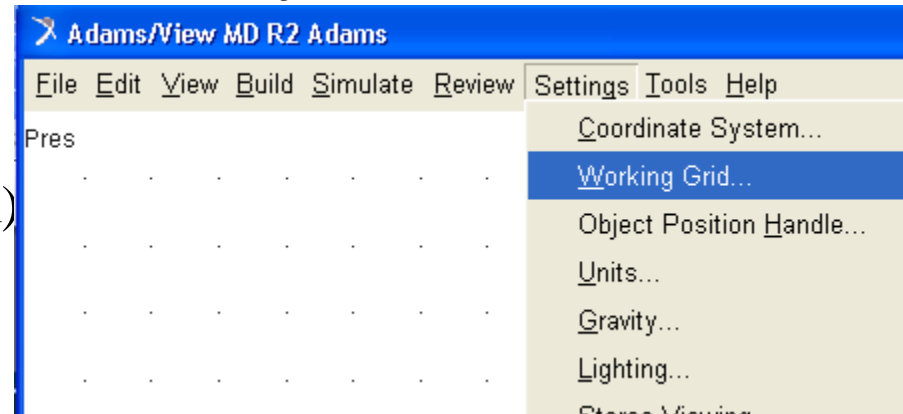 Adams/View MD R2 Adams
File Edit View Build Simulate Review Settings Tools Help
Pres
Coordinate System...
Working Grid...
Object Position Handle...
Units...
Gravity...
Lighting...